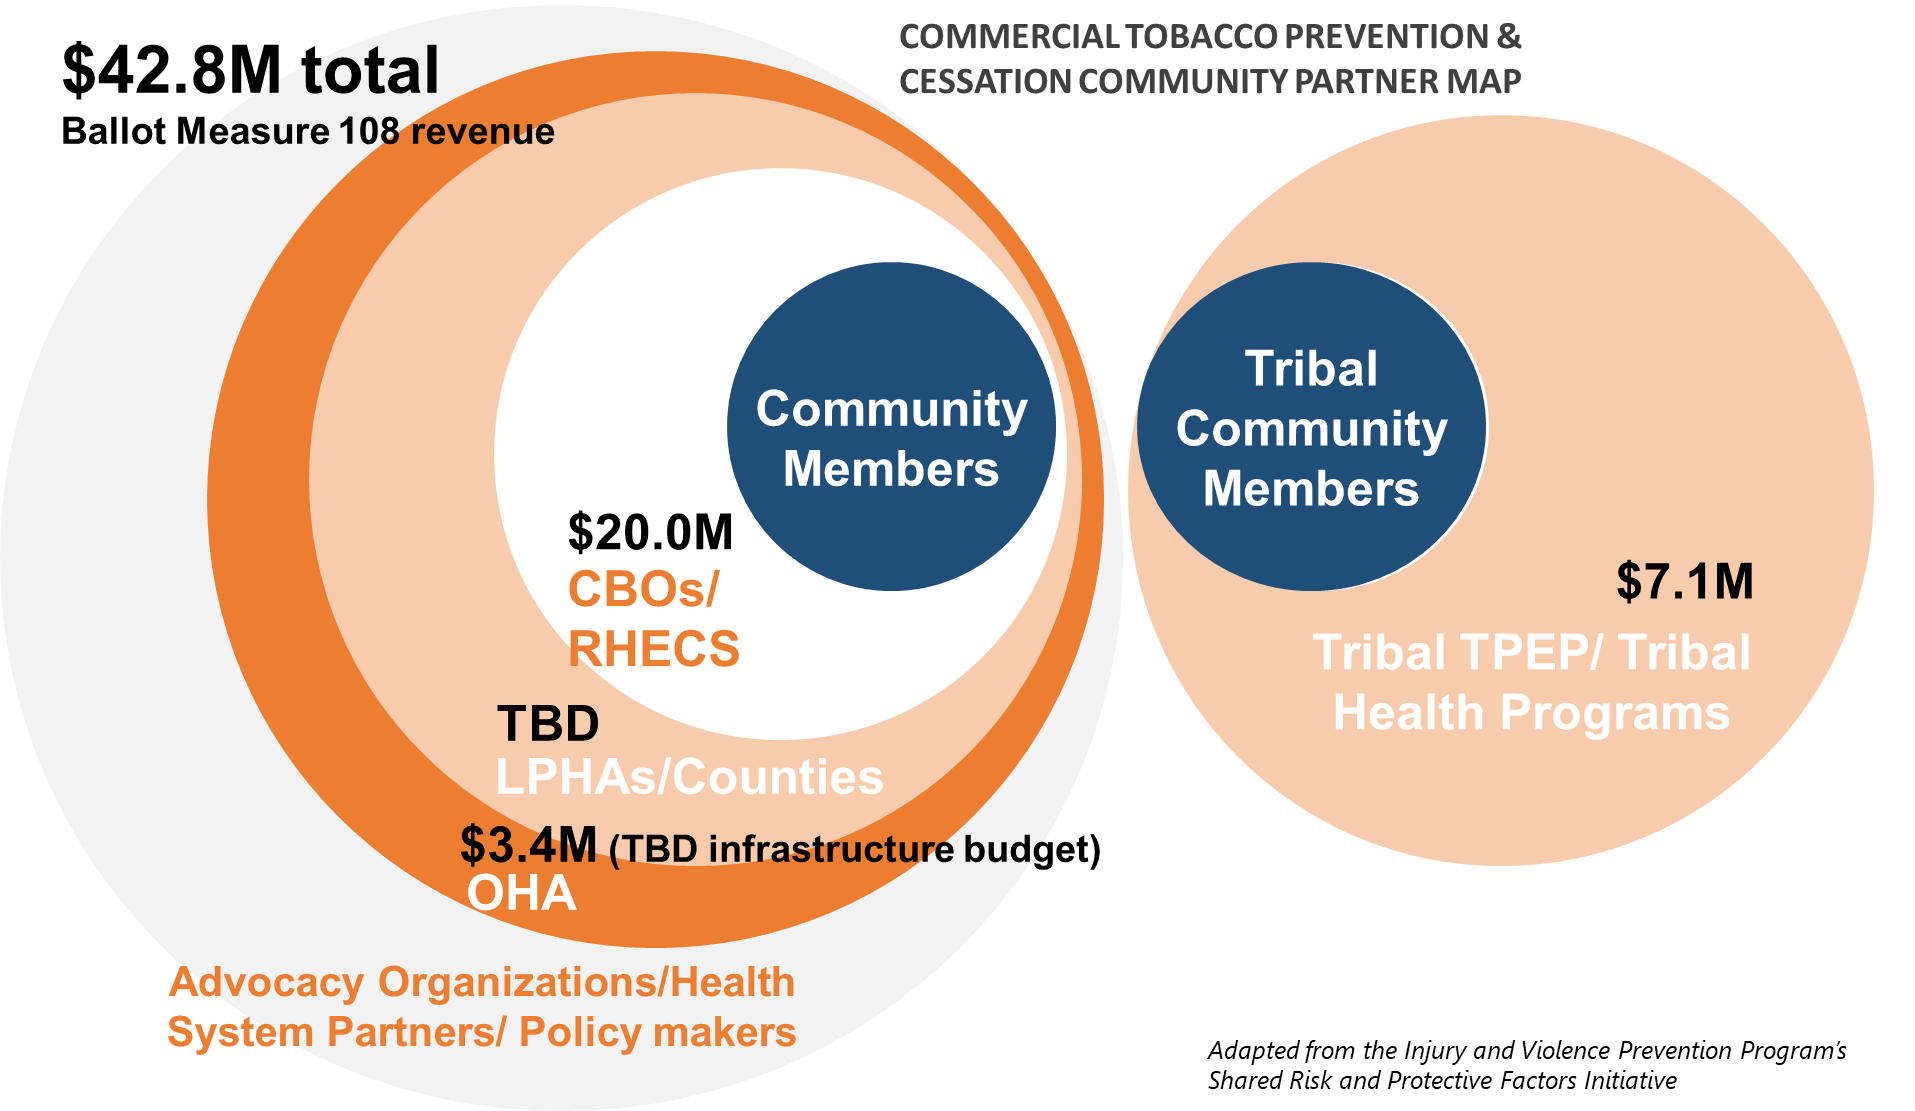 $42.8M total
Ballot Measure 108 revenue
COMMERCIAL TOBACCO PREVENTION &
CESSATION COMMUNITY PARTNER MAP
Community
Members
Tribal
Community
Members
$20.0M
CBOs/
RHECS
TBD
LPHAs/Counties
$3.4M (TBD infrastructure budget)
OHA
Advocacy Organizations/Health
System Partners/ Policy makers
$7.1M
Tribal TPEP/ Tribal
Health Programs
Adapted from the Injury and Violence Prevention Program's
Shared Risk and Protective Factors Initiative